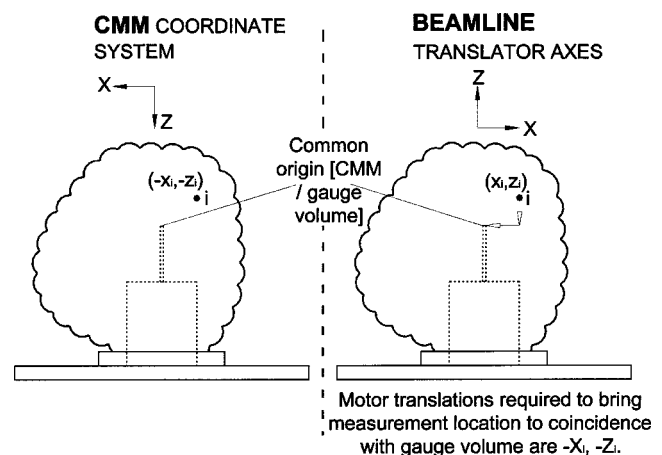 CMM COORDINATE
SYSTEM
X
Z
(-xi,-zi)
i
Common
origin [CMM
/ gauge
volume]
BEAMLINE
TRANSLATOR AXES
Z
X
(xi,zi)
i
Motor translations required to bring
measurement location to coincidence
with gauge volume are -Xi, -Zi.